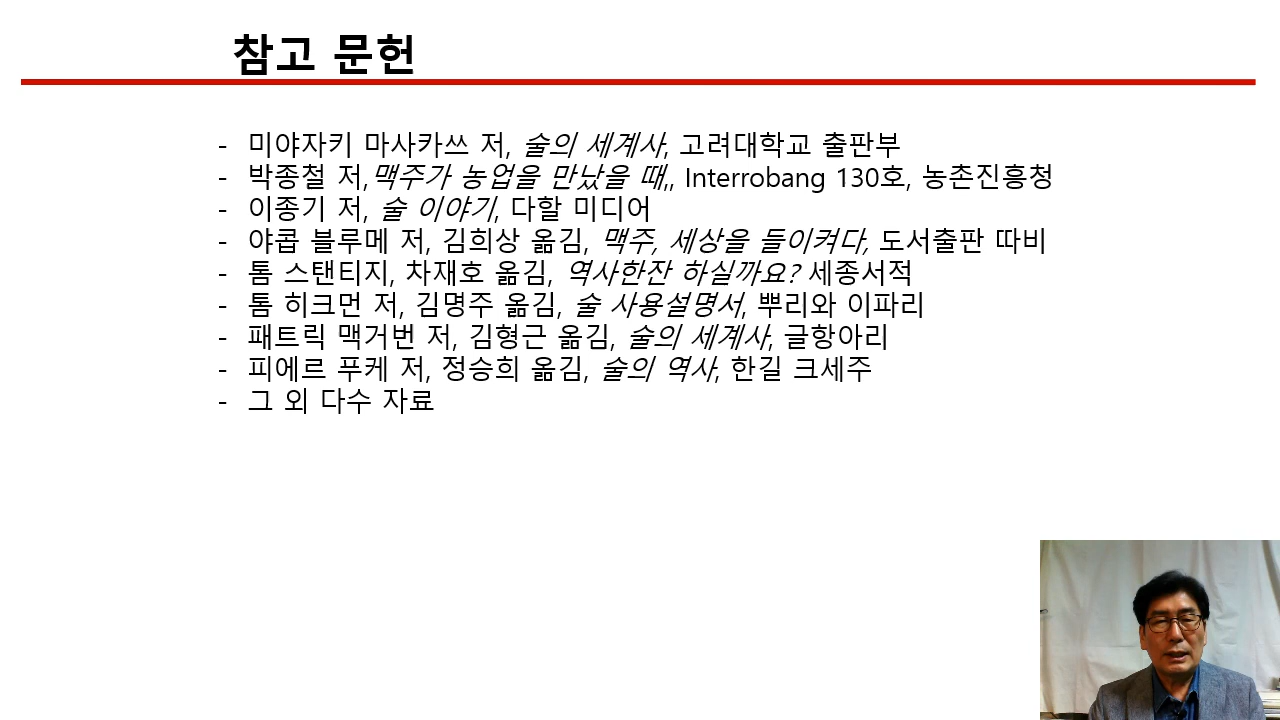 참고 문헌
- 미야자키 마사카쓰 저, 술의 세계사, 고려대학교 출판부
- 박종철 저,맥주가 농업을 만났을 때,, Interrobang 130호, 농촌진흥청
- 이종기 저, 술 이야기, 다할 미디어
- 야콥 블루메 저, 김희상 옮김, 맥주, 세상을 들이켜다, 도서출판 따비
- 톰 스탠티지, 차재호 옮김, 역사한잔 하실까요? 세종서적
- 톰 히크먼 저, 김명주 옮김, 술 사용설명서, 뿌리와 이파리
- 패트릭 맥거번 저, 김형근 옮김, 술의 세계사, 글항아리
- 피에르 푸케 저, 정승희 옮김, 술의 역사, 한길 크세주
- 그 외 다수 자료